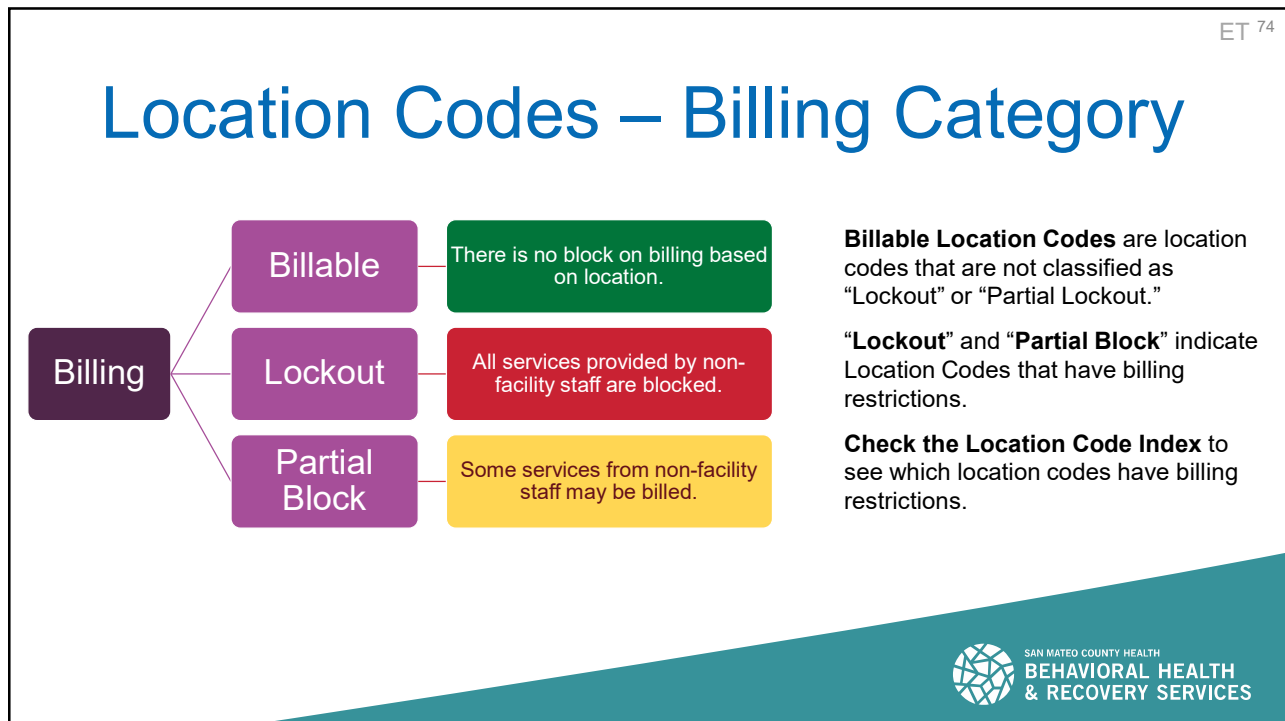 ET 74
Location Codes – Billing Category
Billing
Billable
There is no block on billing based
on location.
Lockout
All services provided by non-
facility staff are blocked.
Partial
Block
Some services from non-facility
staff may be billed.
Billable Location Codes are location
codes that are not classified as
“Lockout” or “Partial Lockout.”
“Lockout” and “Partial Block” indicate
Location Codes that have billing
restrictions.
Check the Location Code Index to
see which location codes have billing
restrictions.
SAN MATEO COUNTY HEALTH
BEHAVIORAL HEALTH
& RECOVERY SERVICES